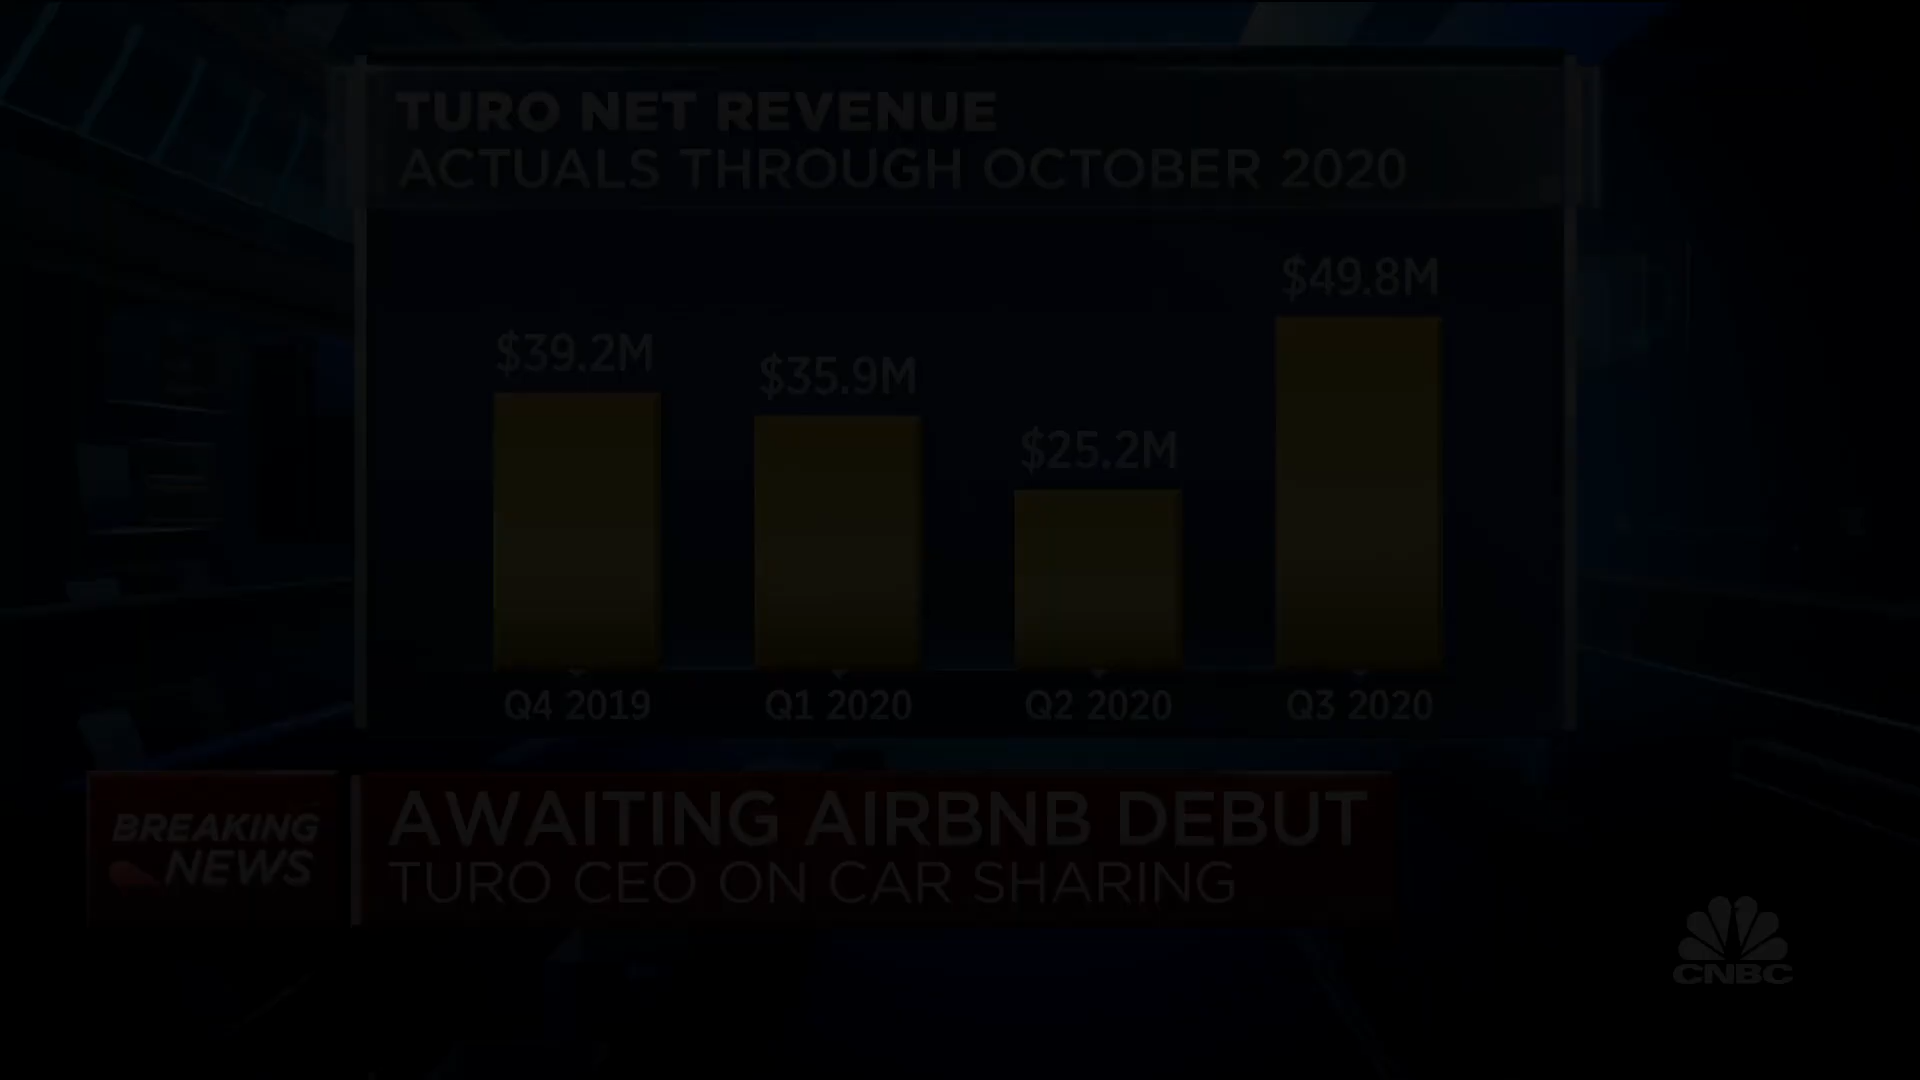 TURO NET REVENUE
ACTUALS THROUGH OCTOBER 2020
$39.2M
$35.9M
$25.2M
$49.8M
Q4 2019
Q1 2020
Q2 2020
Q3 2020
BREAKING
NEWS
AWAITING AIRBNB DEBUT
TURO CEO ON CAR SHARING
CNBC